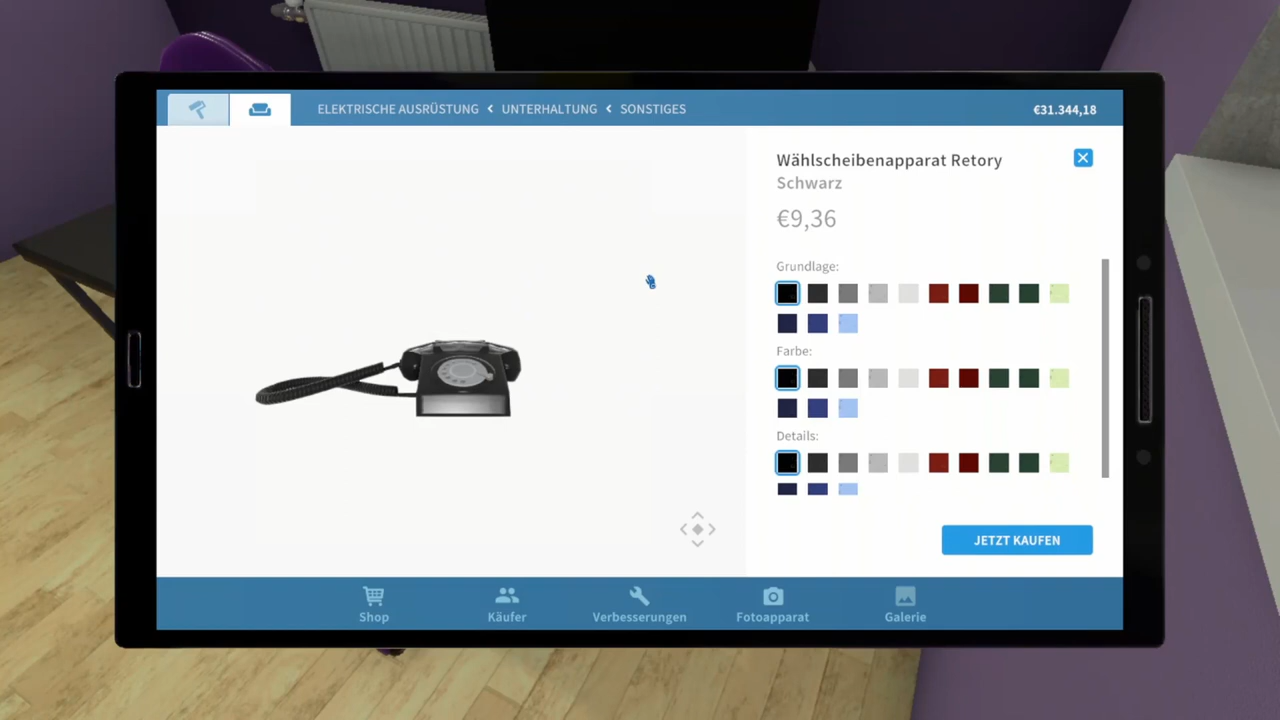 ELEKTRISCHE AUSRÜSTUNG < UNTERHALTUNG < SONSTIGES
€31.344,18
Wählscheibenapparat Retory
Schwarz
€9,36
Grundlage:
Farbe:
Details:
JETZT KAUFEN
Shop
Käufer
Verbesserungen
Fotoapparat
Galerie